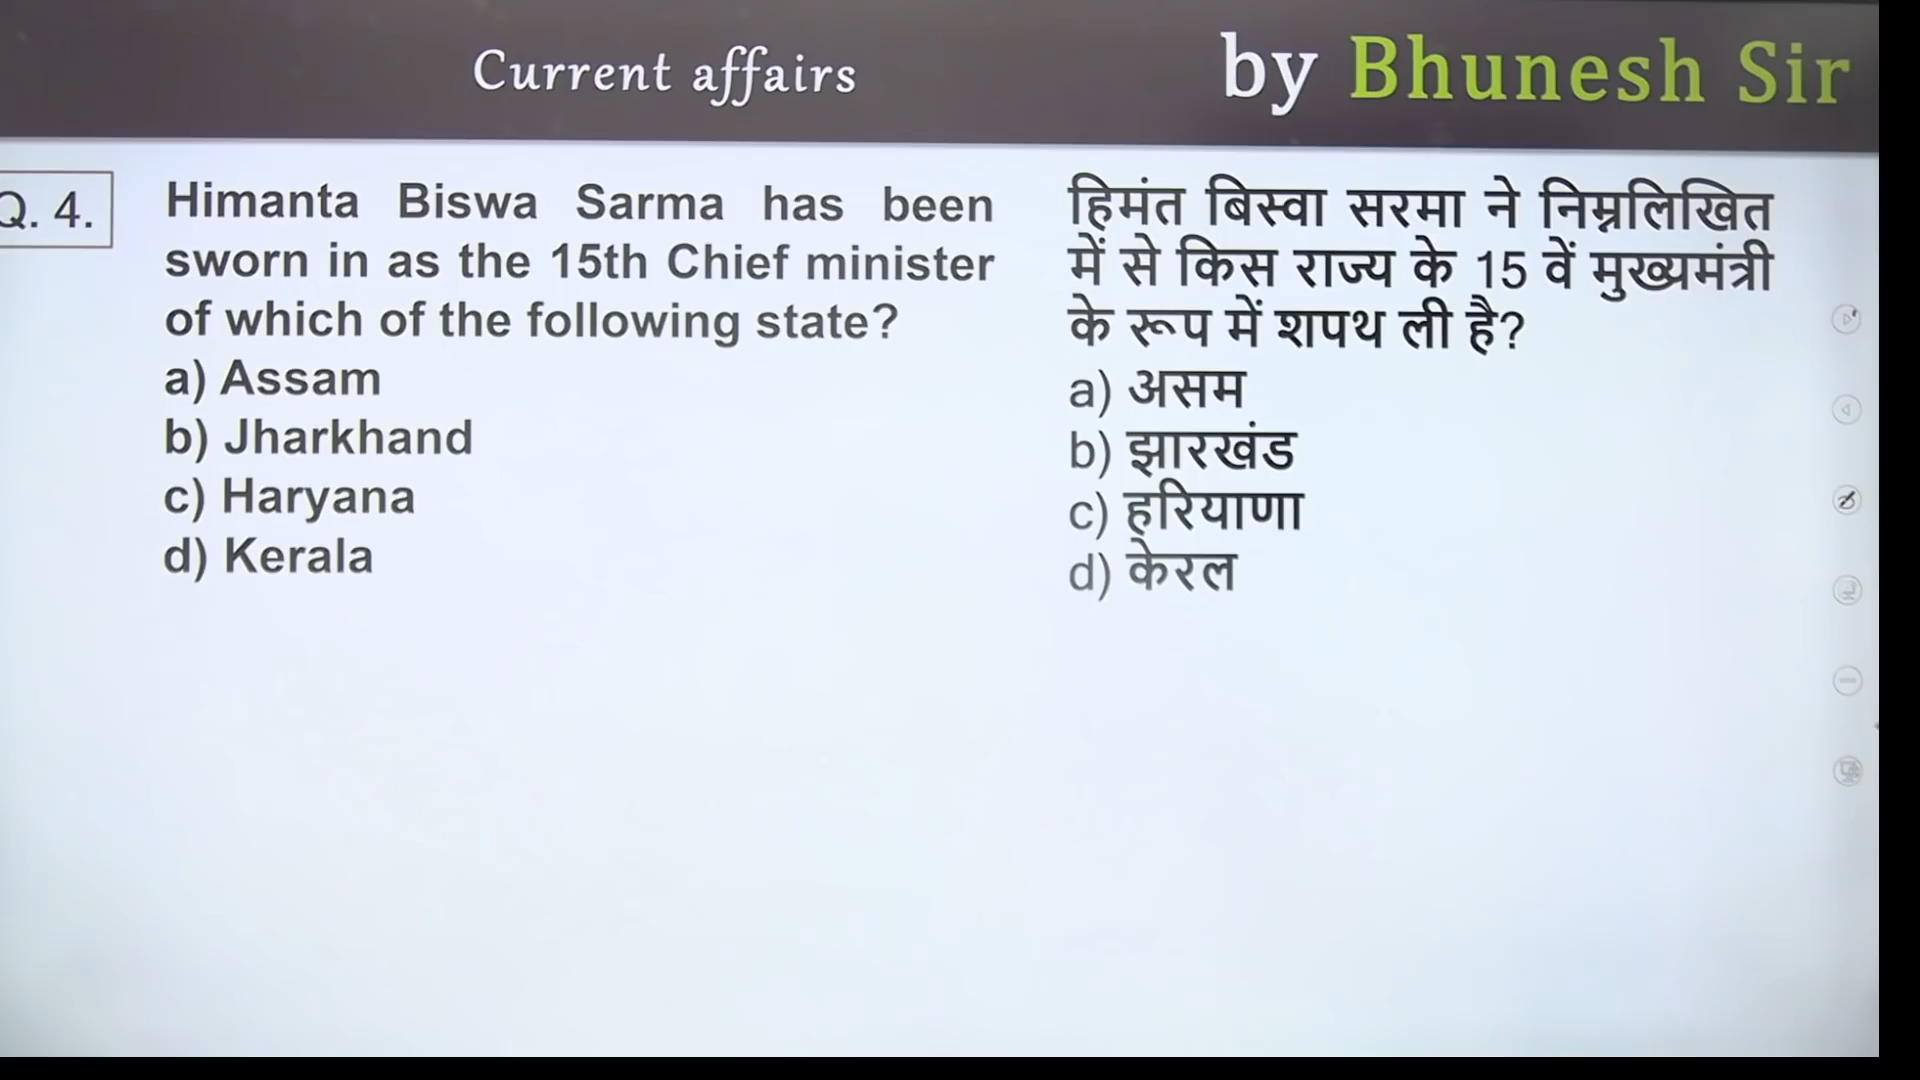 Current affairs
by Bhunesh Sir
Q. 4.
Himanta Biswa Sarma has been
sworn in as the 15th Chief minister
of which of the following state?
a) Assam
b) Jharkhand
c) Haryana
d) Kerala
हिमंत बिस्वा सरमा ने निम्नलिखित
में से किस राज्य के 15 वें मुख्यमंत्री
के रूप में शपथ ली है?
a) असम
b) झारखंड
c) हरियाणा
d) केरल